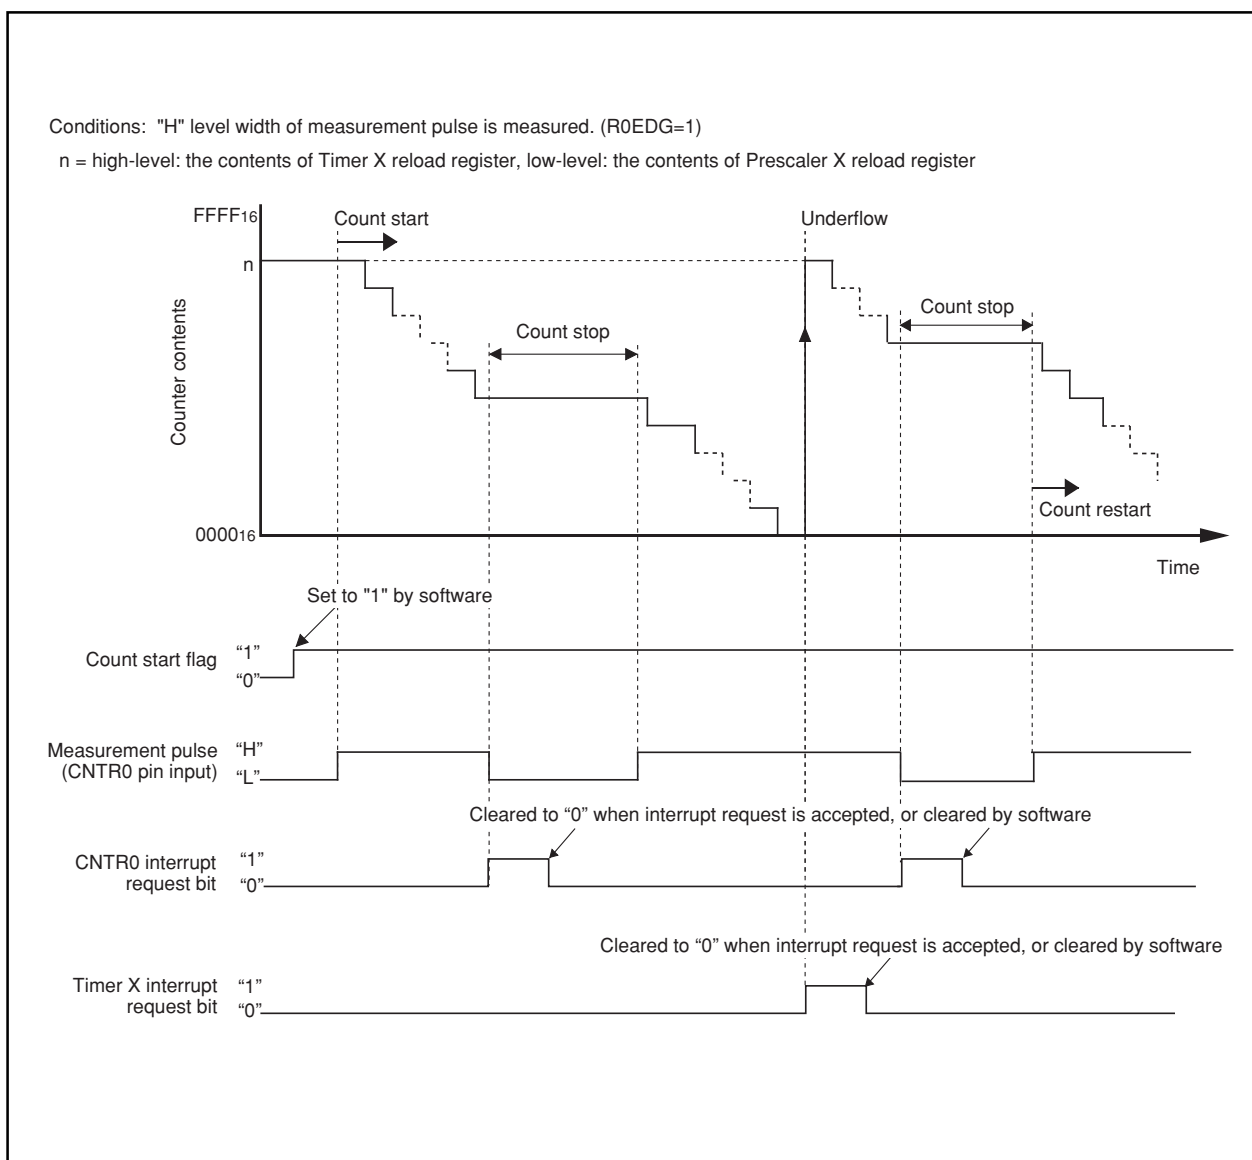 Conditions: "H" level width of measurement pulse is measured. (R0EDG=1)
n = high-level: the contents of Timer X reload register, low-level: the contents of Prescaler X reload register
FFFF16
Count start
Underflow
n
Counter contents
Count stop
Count stop
Count restart
000016
Time
Set to "1" by software
Count start flag
“1”
“0”
Measurement pulse
(CNTR0 pin input)
“H”
“L”
Cleared to “0” when interrupt request is accepted, or cleared by software
CNTR0 interrupt
request bit
“1”
“0”
Cleared to “0” when interrupt request is accepted, or cleared by software
Timer X interrupt
request bit
“1”
“0”